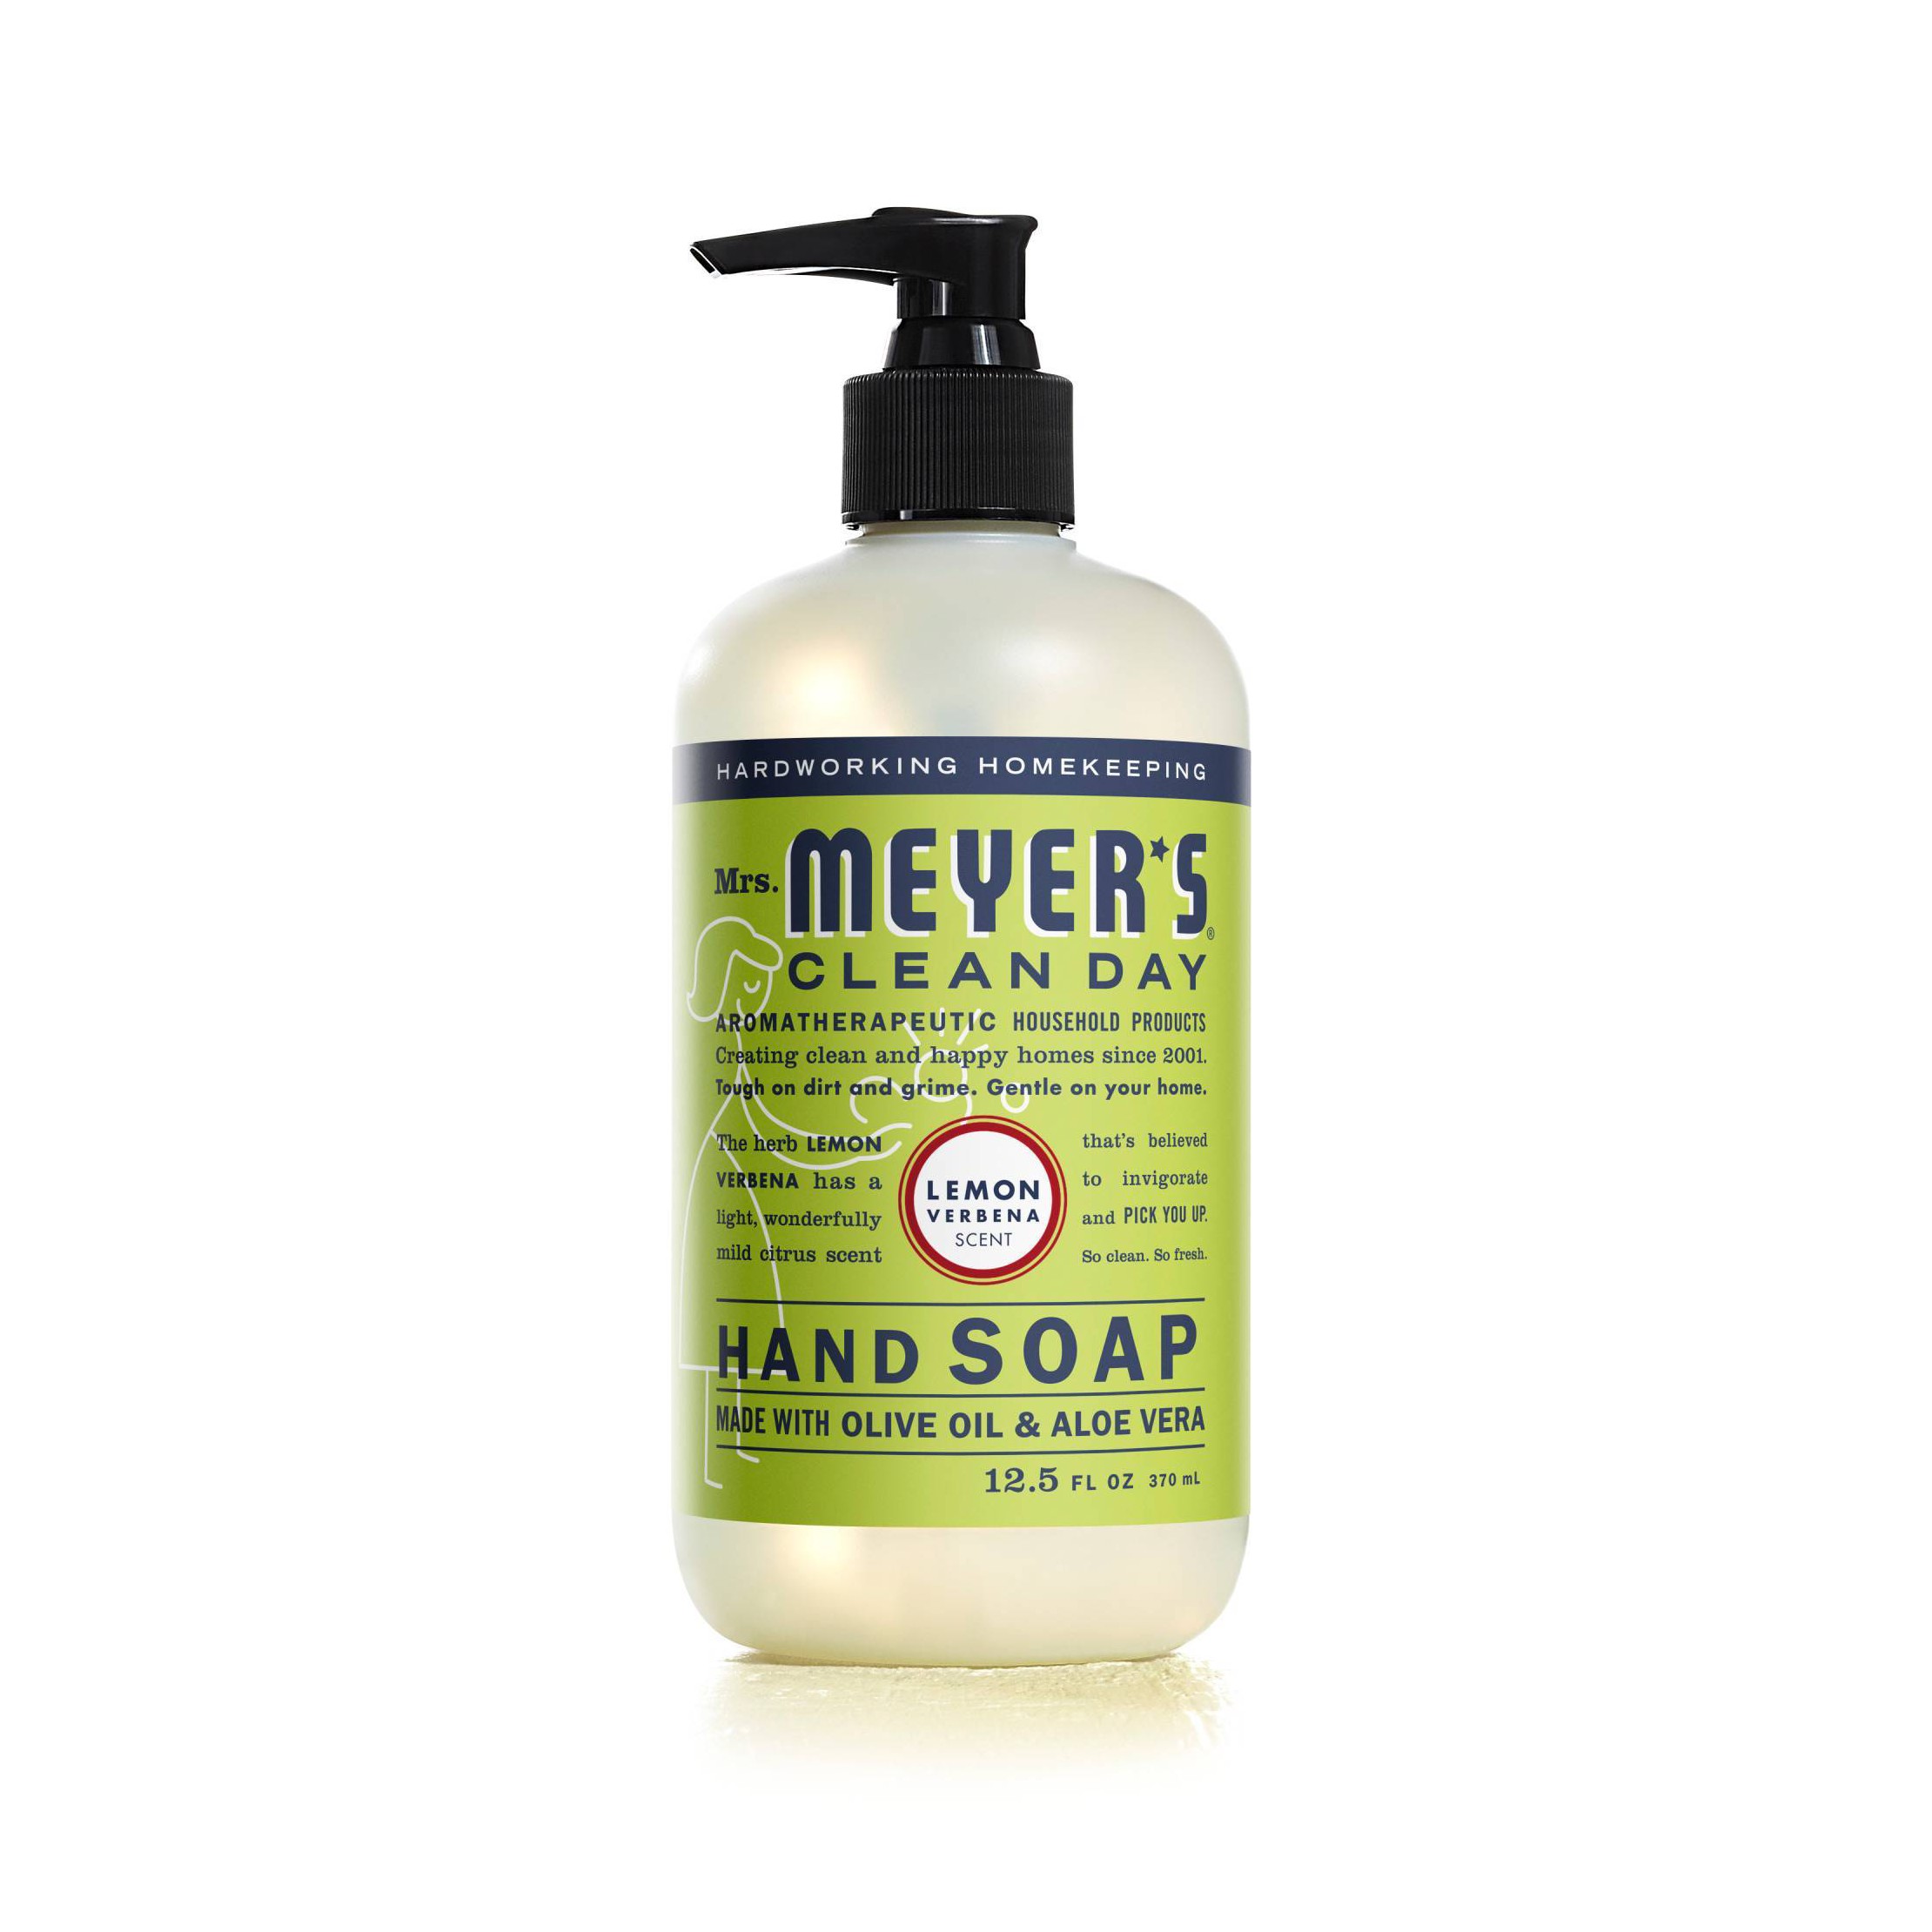 HARDWORKING HOMEKEEPING
Mrs. MEYER'S®
CLEAN DAY
AROMATHERAPEUTIC HOUSEHOLD PRODUCTS
Creating clean and happy homes since 2001.
Tough on dirt and grime. Gentle on your home.
The herb LEMON
VERBENA has a
light, wonderfully
mild citrus scent
LEMON
VERBENA
SCENT
that's believed
to invigorate
and PICK YOU UP.
So clean. So fresh.
HAND SOAP
MADE WITH OLIVE OIL & ALOE VERA
12.5 FL OZ 370 mL